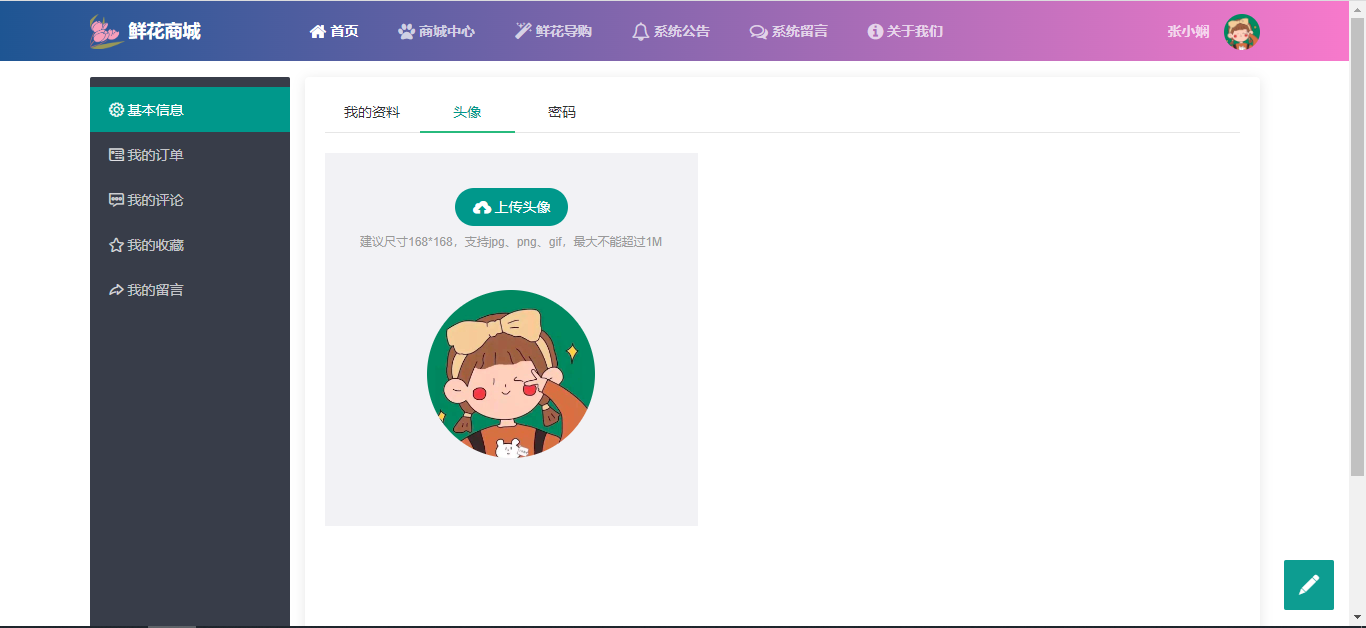 鲜花商城
首页
商城中心
鲜花导购
系统公告
系统留言
关于我们
张小娴
基本信息
我的订单
我的评论
我的收藏
我的留言
我的资料
头像
密码
上传头像
建议尺寸168*168，支持jpg、png、gif，最大不能超过1M